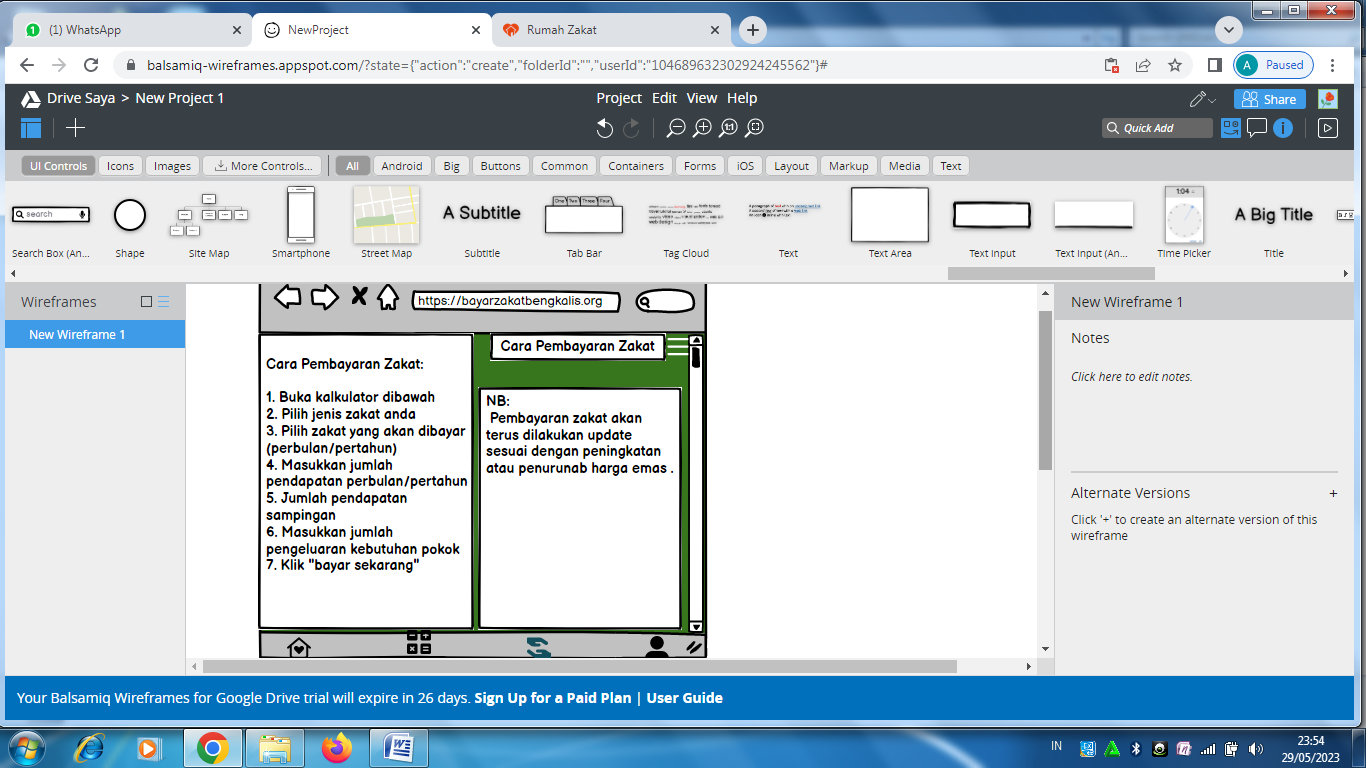 (1) WhatsApp
NewProject
Rumah Zakat
balsamiq-wireframes.appspot.com/?state={"action":"create","folderId":"","userId":"104689632302924245562"}#
A Paused
Drive Saya > New Project 1
Project Edit View Help
Share
Quick Add
UI Controls Icons Images More Controls... All Android Big Buttons Common Containers Forms iOS Layout Markup Media Text
search
A Subtitle
One Two Three Four
1:04
A Big Title
Search Box (An... Shape Site Map Smartphone Street Map Subtitle Tab Bar Tag Cloud Text Text Area Text Input Text Input (An... Time Picker Title
Wireframes
New Wireframe 1
https://bayarzakatbengkalis.org
Cara Pembayaran Zakat:
1. Buka kalkulator dibawah
2. Pilih jenis zakat anda
3. Pilih zakat yang akan dibayar
(perbulan/pertahun)
4. Masukkan jumlah
pendapatan perbulan/pertahun
5. Jumlah pendapatan
sampingan
6. Masukkan jumlah
pengeluaran kebutuhan pokok
7. Klik "bayar sekarang"
Cara Pembayaran Zakat
NB:
Pembayaran zakat akan
terus dilakukan update
sesuai dengan peningkatan
atau penurunab harga emas .
New Wireframe 1
Notes
Click here to edit notes.
Alternate Versions +
Click '+' to create an alternate version of this
wireframe
Your Balsamiq Wireframes for Google Drive trial will expire in 26 days. Sign Up for a Paid Plan | User Guide
IN
23:54
29/05/2023